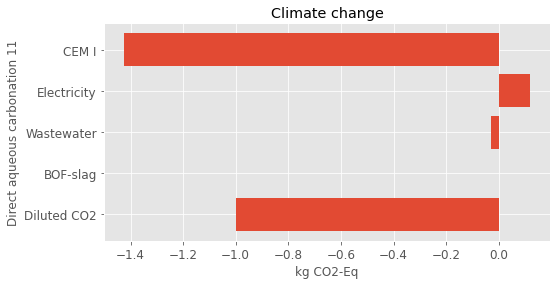 Climate change
Direct aqueous carbonation 11
CEM I
Electricity
Wastewater
BOF-slag
Diluted CO2
−1.4 −1.2 −1.0 −0.8 −0.6 −0.4 −0.2 0.0
kg CO2-Eq